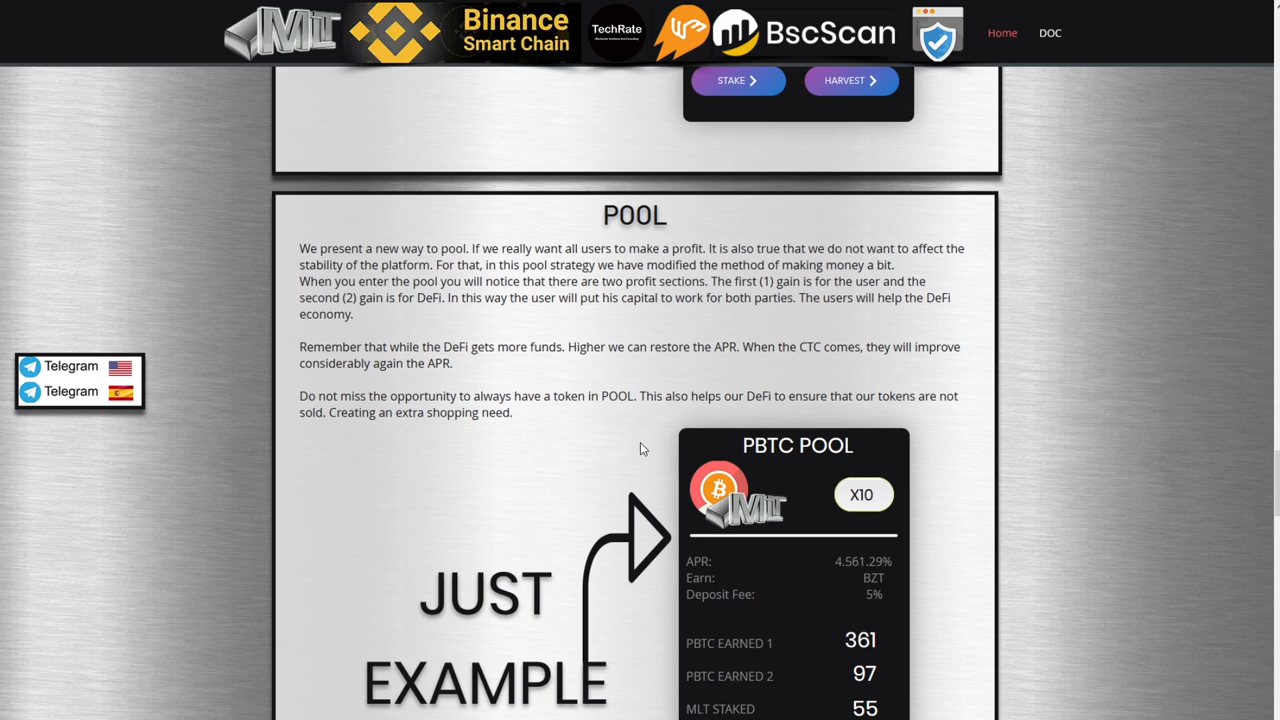 MLT
Binance
Smart Chain
TechRate
BscScan
Home
DOC
STAKE
HARVEST
POOL
We present a new way to pool. If we really want all users to make a profit. It is also true that we do not want to affect the
stability of the platform. For that, in this pool strategy we have modified the method of making money a bit.
When you enter the pool you will notice that there are two profit sections. The first (1) gain is for the user and the
second (2) gain is for DeFi. In this way the user will put his capital to work for both parties. The users will help the DeFi
economy.
Remember that while the DeFi gets more funds. Higher we can restore the APR. When the CTC comes, they will improve
considerably again the APR.
Do not miss the opportunity to always have a token in POOL. This also helps our DeFi to ensure that our tokens are not
sold. Creating an extra shopping need.
Telegram
Telegram
JUST
EXAMPLE
PBTC POOL
MLT
X10
APR: 4.561.29%
Earn: BZT
Deposit Fee: 5%
PBTC EARNED 1 361
PBTC EARNED 2 97
MLT STAKED 55